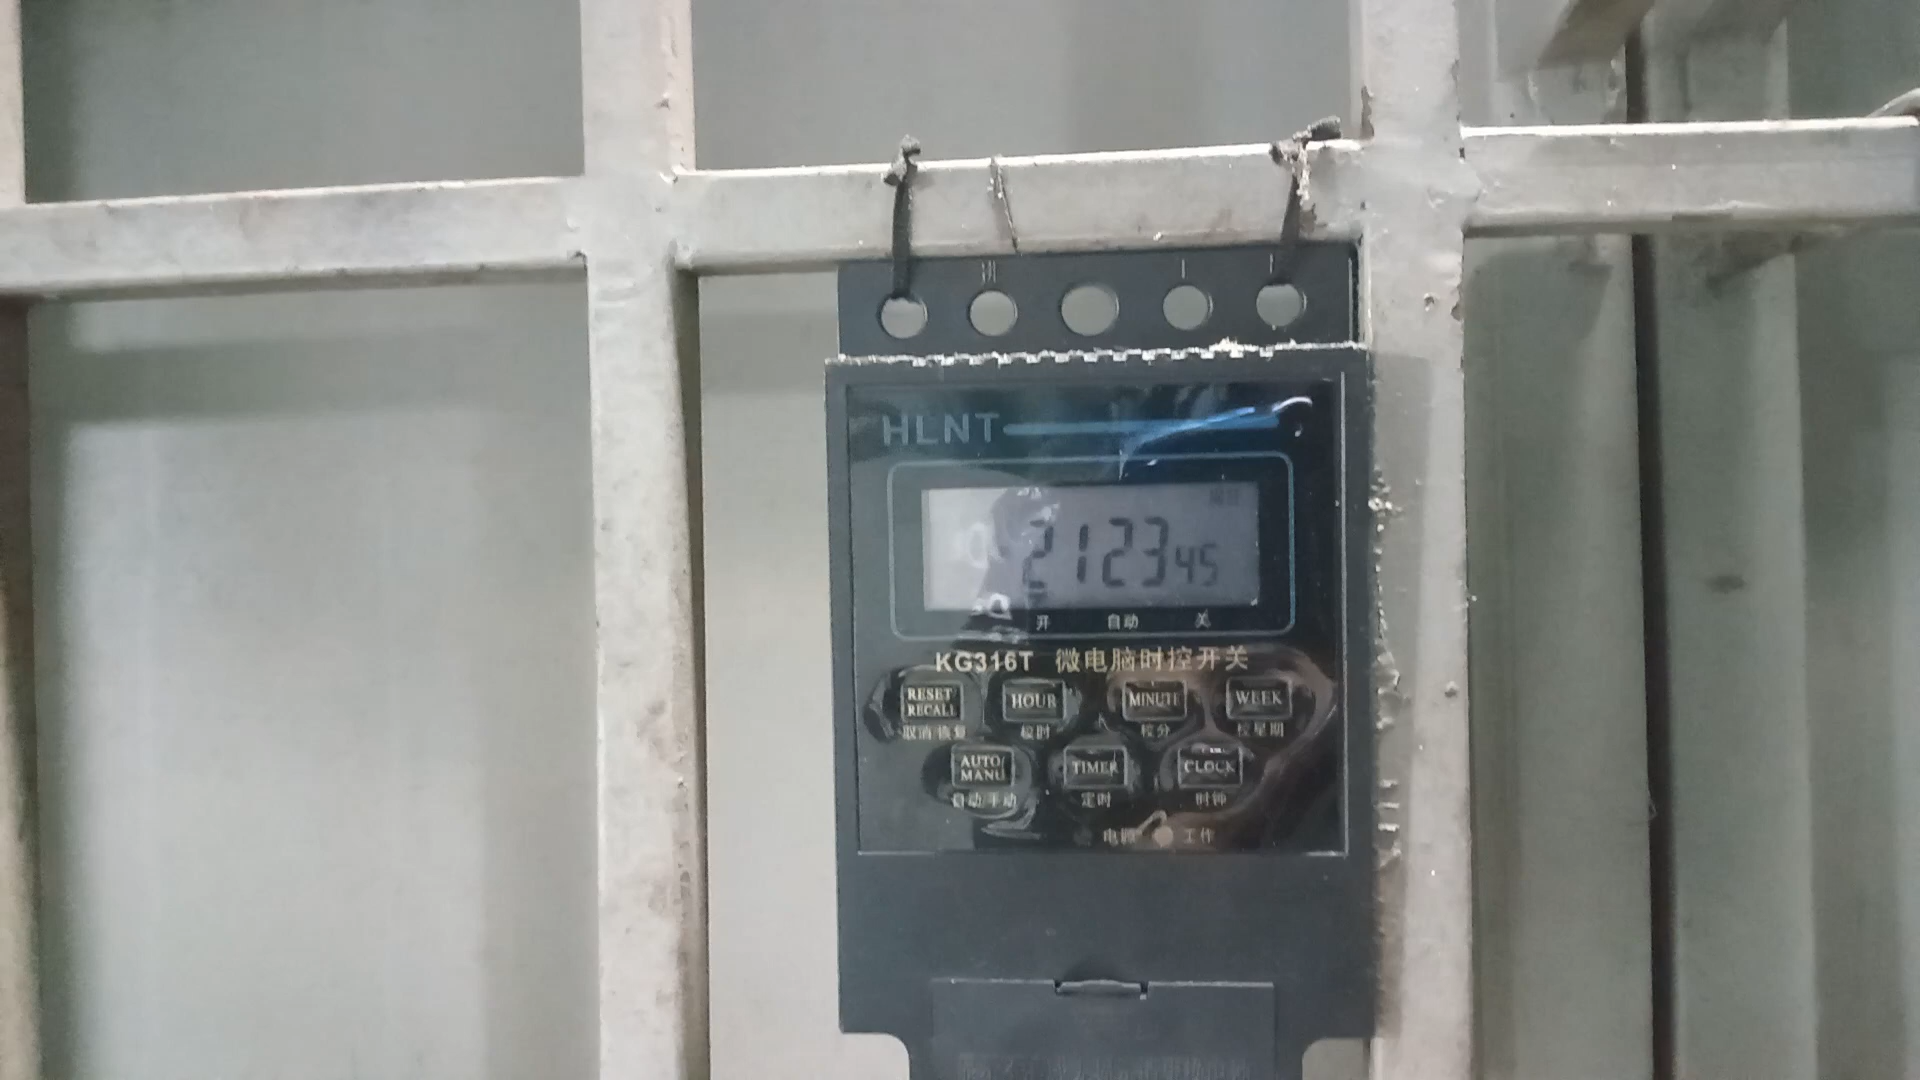 HLNT
2123 45
开 自动 关
KG316T 微电脑时控开关
RESET RECALL HOUR MINUTE WEEK
取消/恢复 校时 校分 校星期
AUTO/MANU TIMER CLOCK
自动/手动 定时 时钟
电源 工作